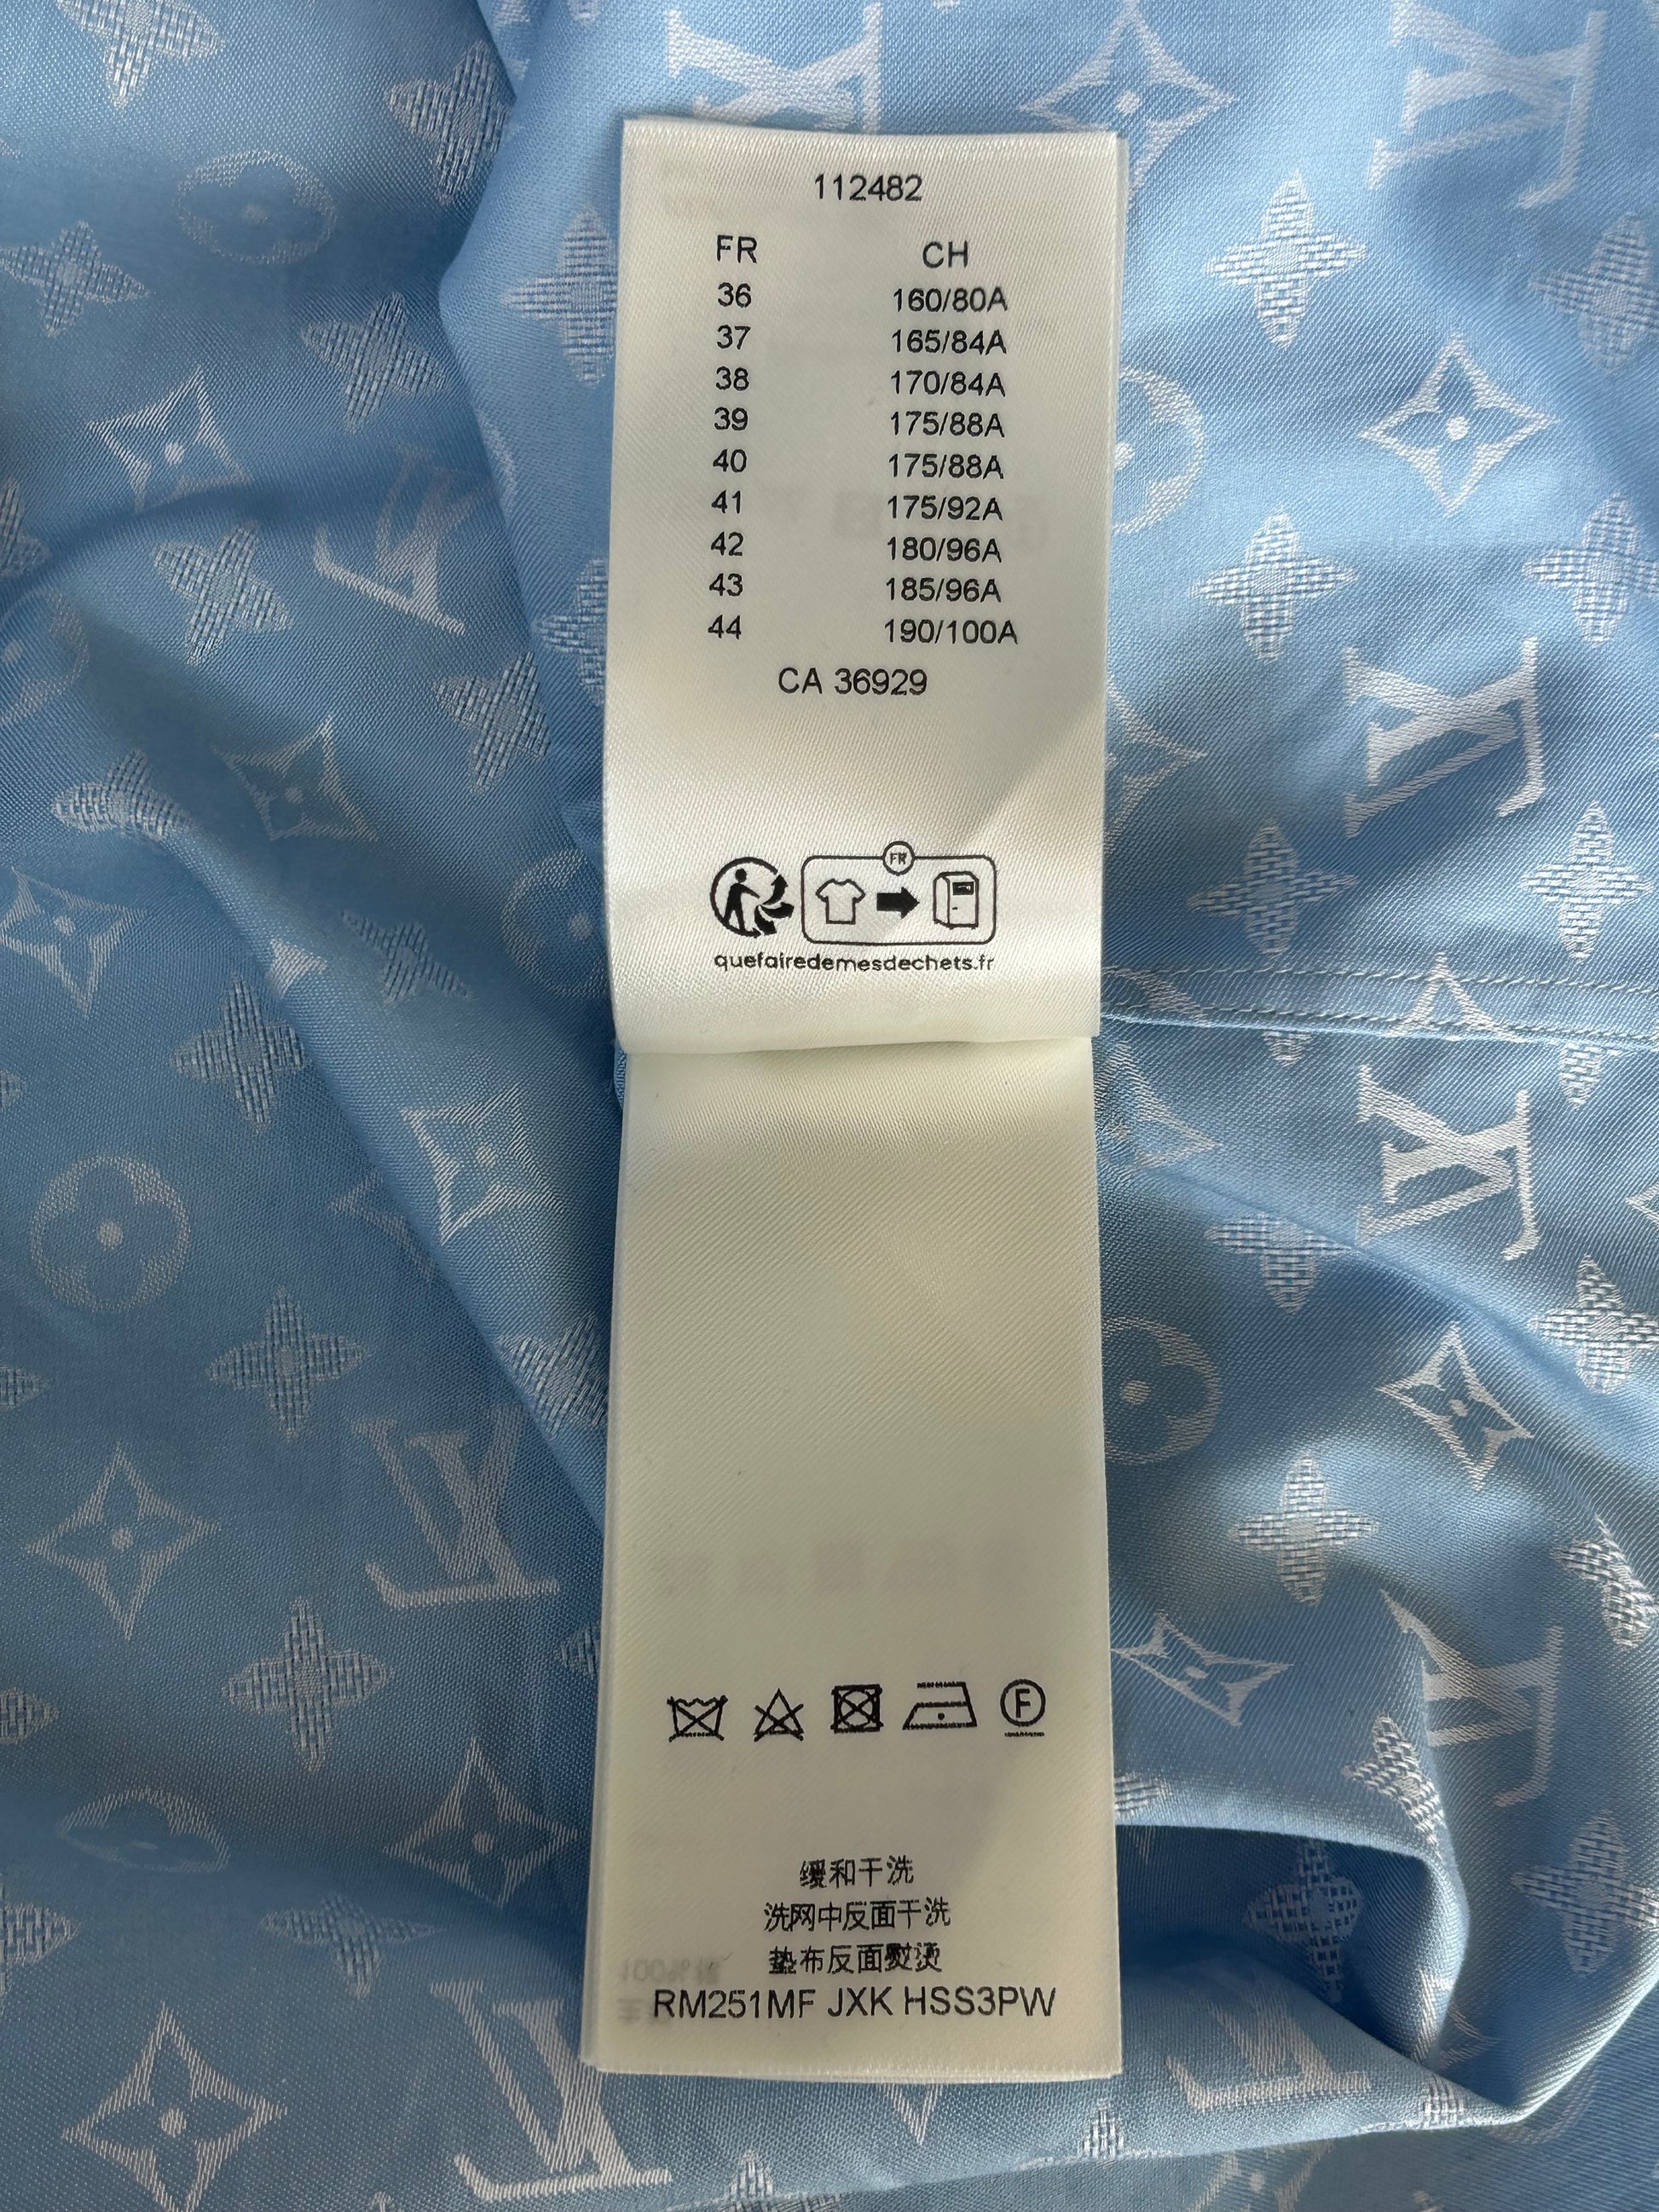 112482
FR CH
36 160/80A
37 165/84A
38 170/84A
39 175/88A
40 175/88A
41 175/92A
42 180/96A
43 185/96A
44 190/100A
CA 36929
FR
quefairedemesdechets.fr
F
缓和干洗
洗网中反面干洗
垫布反面熨烫
RM251MF JXK HSS3PW